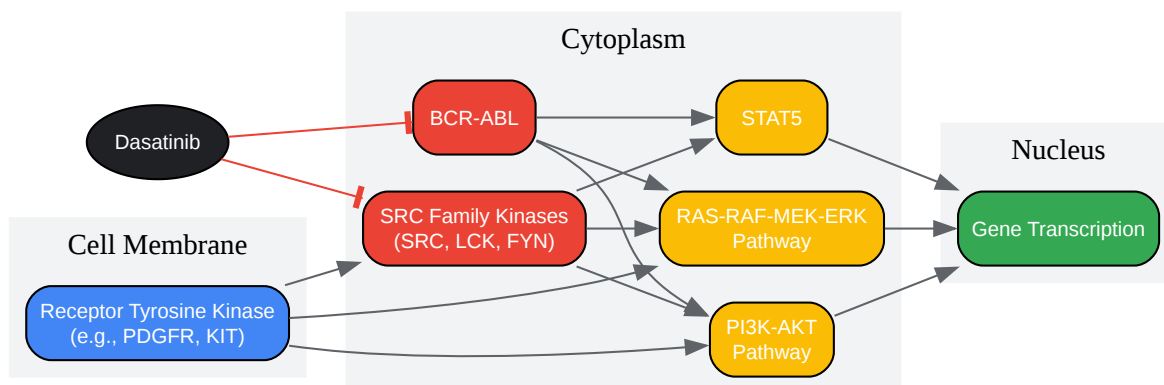 Cytoplasm
BCR-ABL
STAT5
Dasatinib
Nucleus
SRC Family Kinases
(SRC, LCK, FYN)
RAS-RAF-MEK-ERK
Pathway
Gene Transcription
Cell Membrane
Receptor Tyrosine Kinase
(e.g., PDGFR, KIT)
PI3K-AKT
Pathway